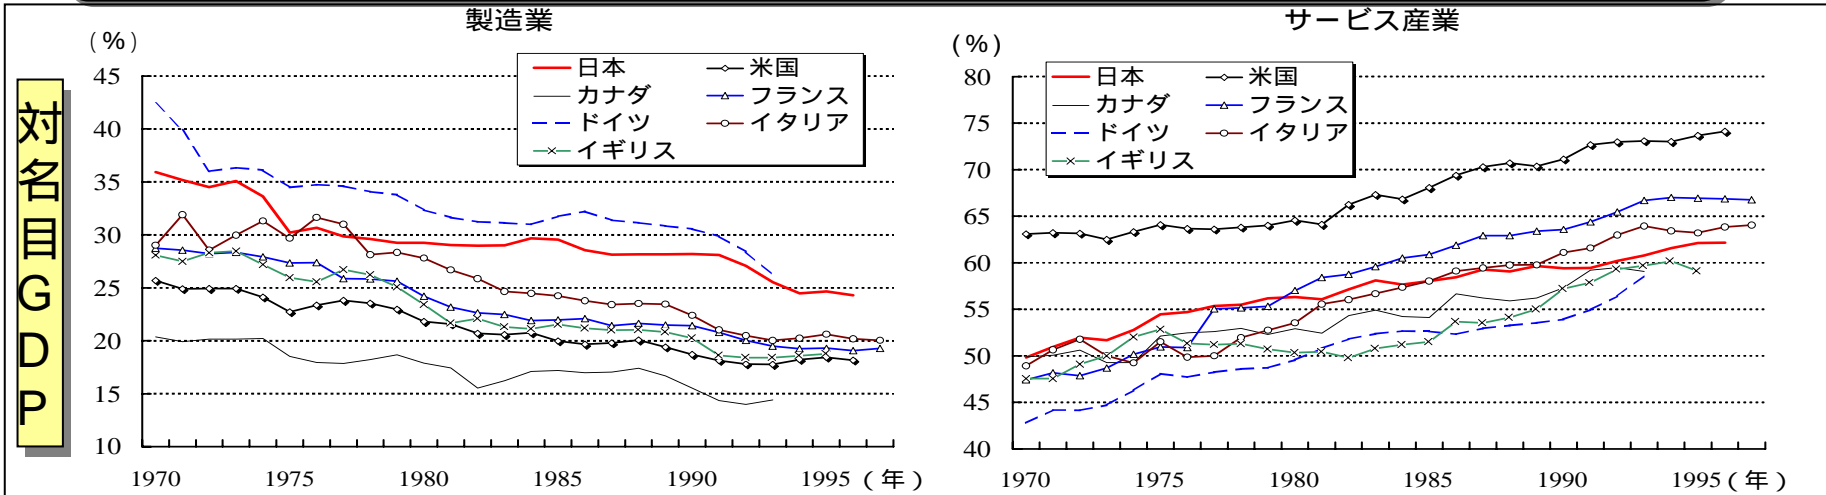 対名目GDP
製造業
(%)
45
40
35
30
25
20
15
10
1970 1975 1980 1985 1990 1995 (年)
日本 米国
カナダ フランス
ドイツ イタリア
イギリス
サービス産業
(%)
80
75
70
65
60
55
50
45
40
1970 1975 1980 1985 1990 1995 (年)
日本 米国
カナダ フランス
ドイツ イタリア
イギリス